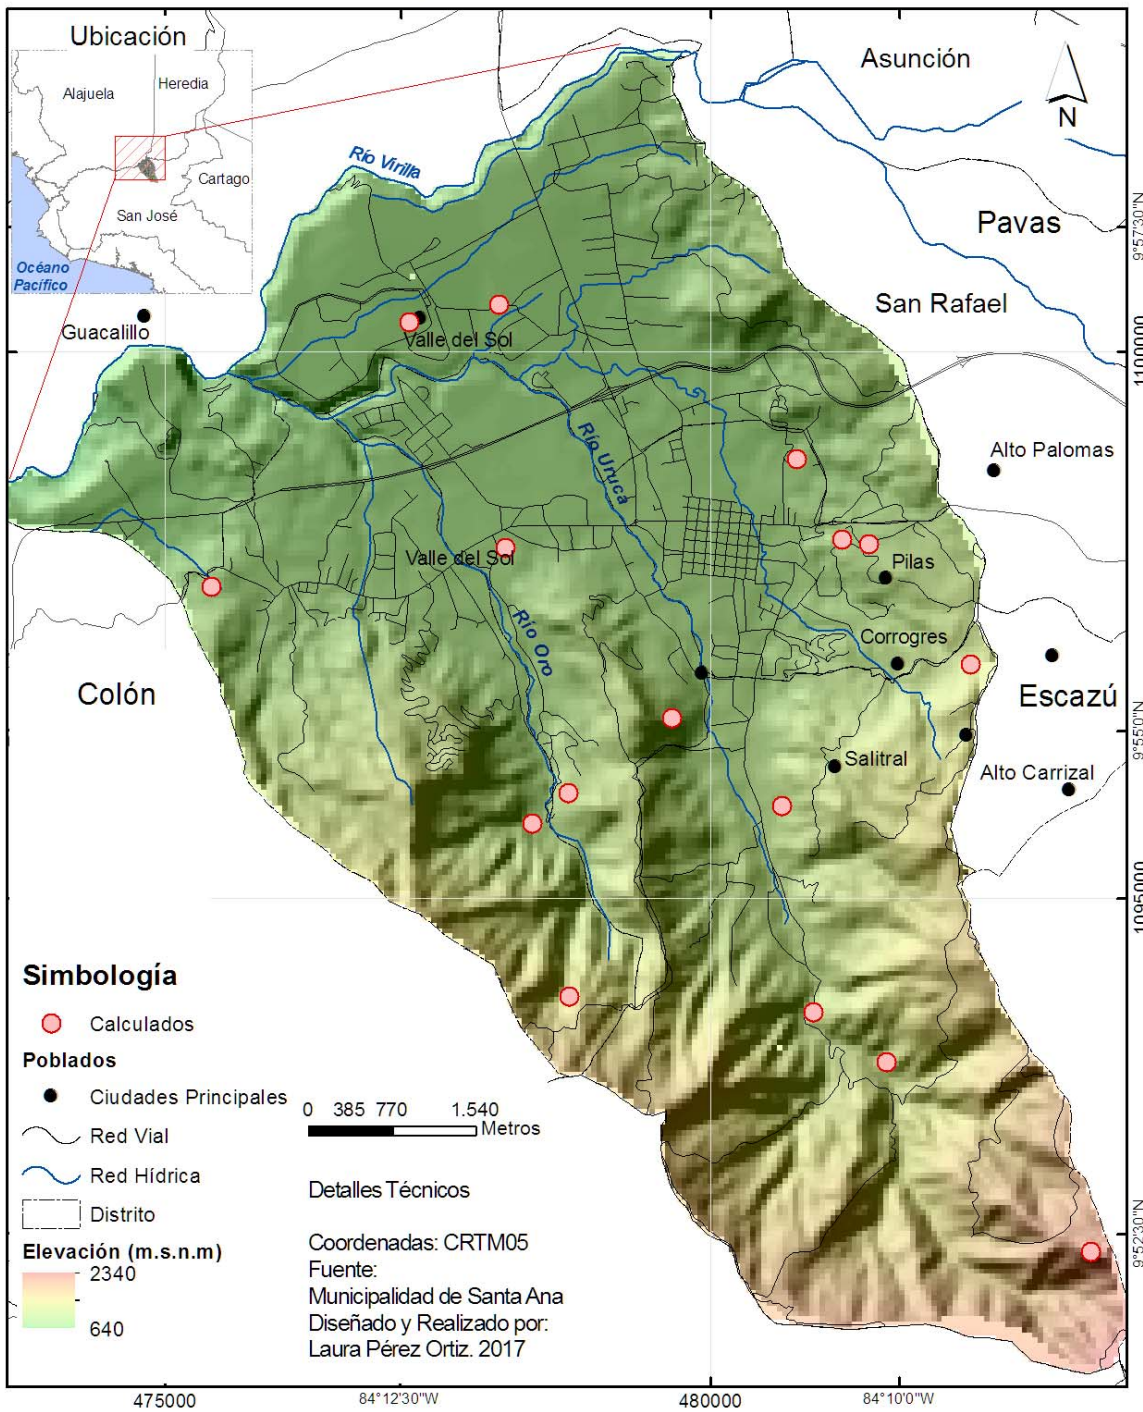 Ubicación
Alajuela
Heredia
Cartago
San José
Océano
Pacífico
Asunción
N
Río Virilla
Pavas
9°57'30"N
San Rafael
Guacalillo
Valle del Sol
1100000
Río Uruca
Alto Palomas
Valle del Sol
Pilas
Río Oro
Corrogres
Colón
Escazú
9°55'0"N
Salitral
Alto Carrizal
1095000
Simbología
Calculados
Poblados
Ciudades Principales
Red Vial
Red Hídrica
Distrito
Elevación (m.s.n.m)
2340
640
0 385 770 1.540
Metros
Detalles Técnicos
Coordenadas: CRTM05
Fuente:
Municipalidad de Santa Ana
Diseñado y Realizado por:
Laura Pérez Ortiz. 2017
9°52'30"N
475000
84°12'30"W
480000
84°10'0"W